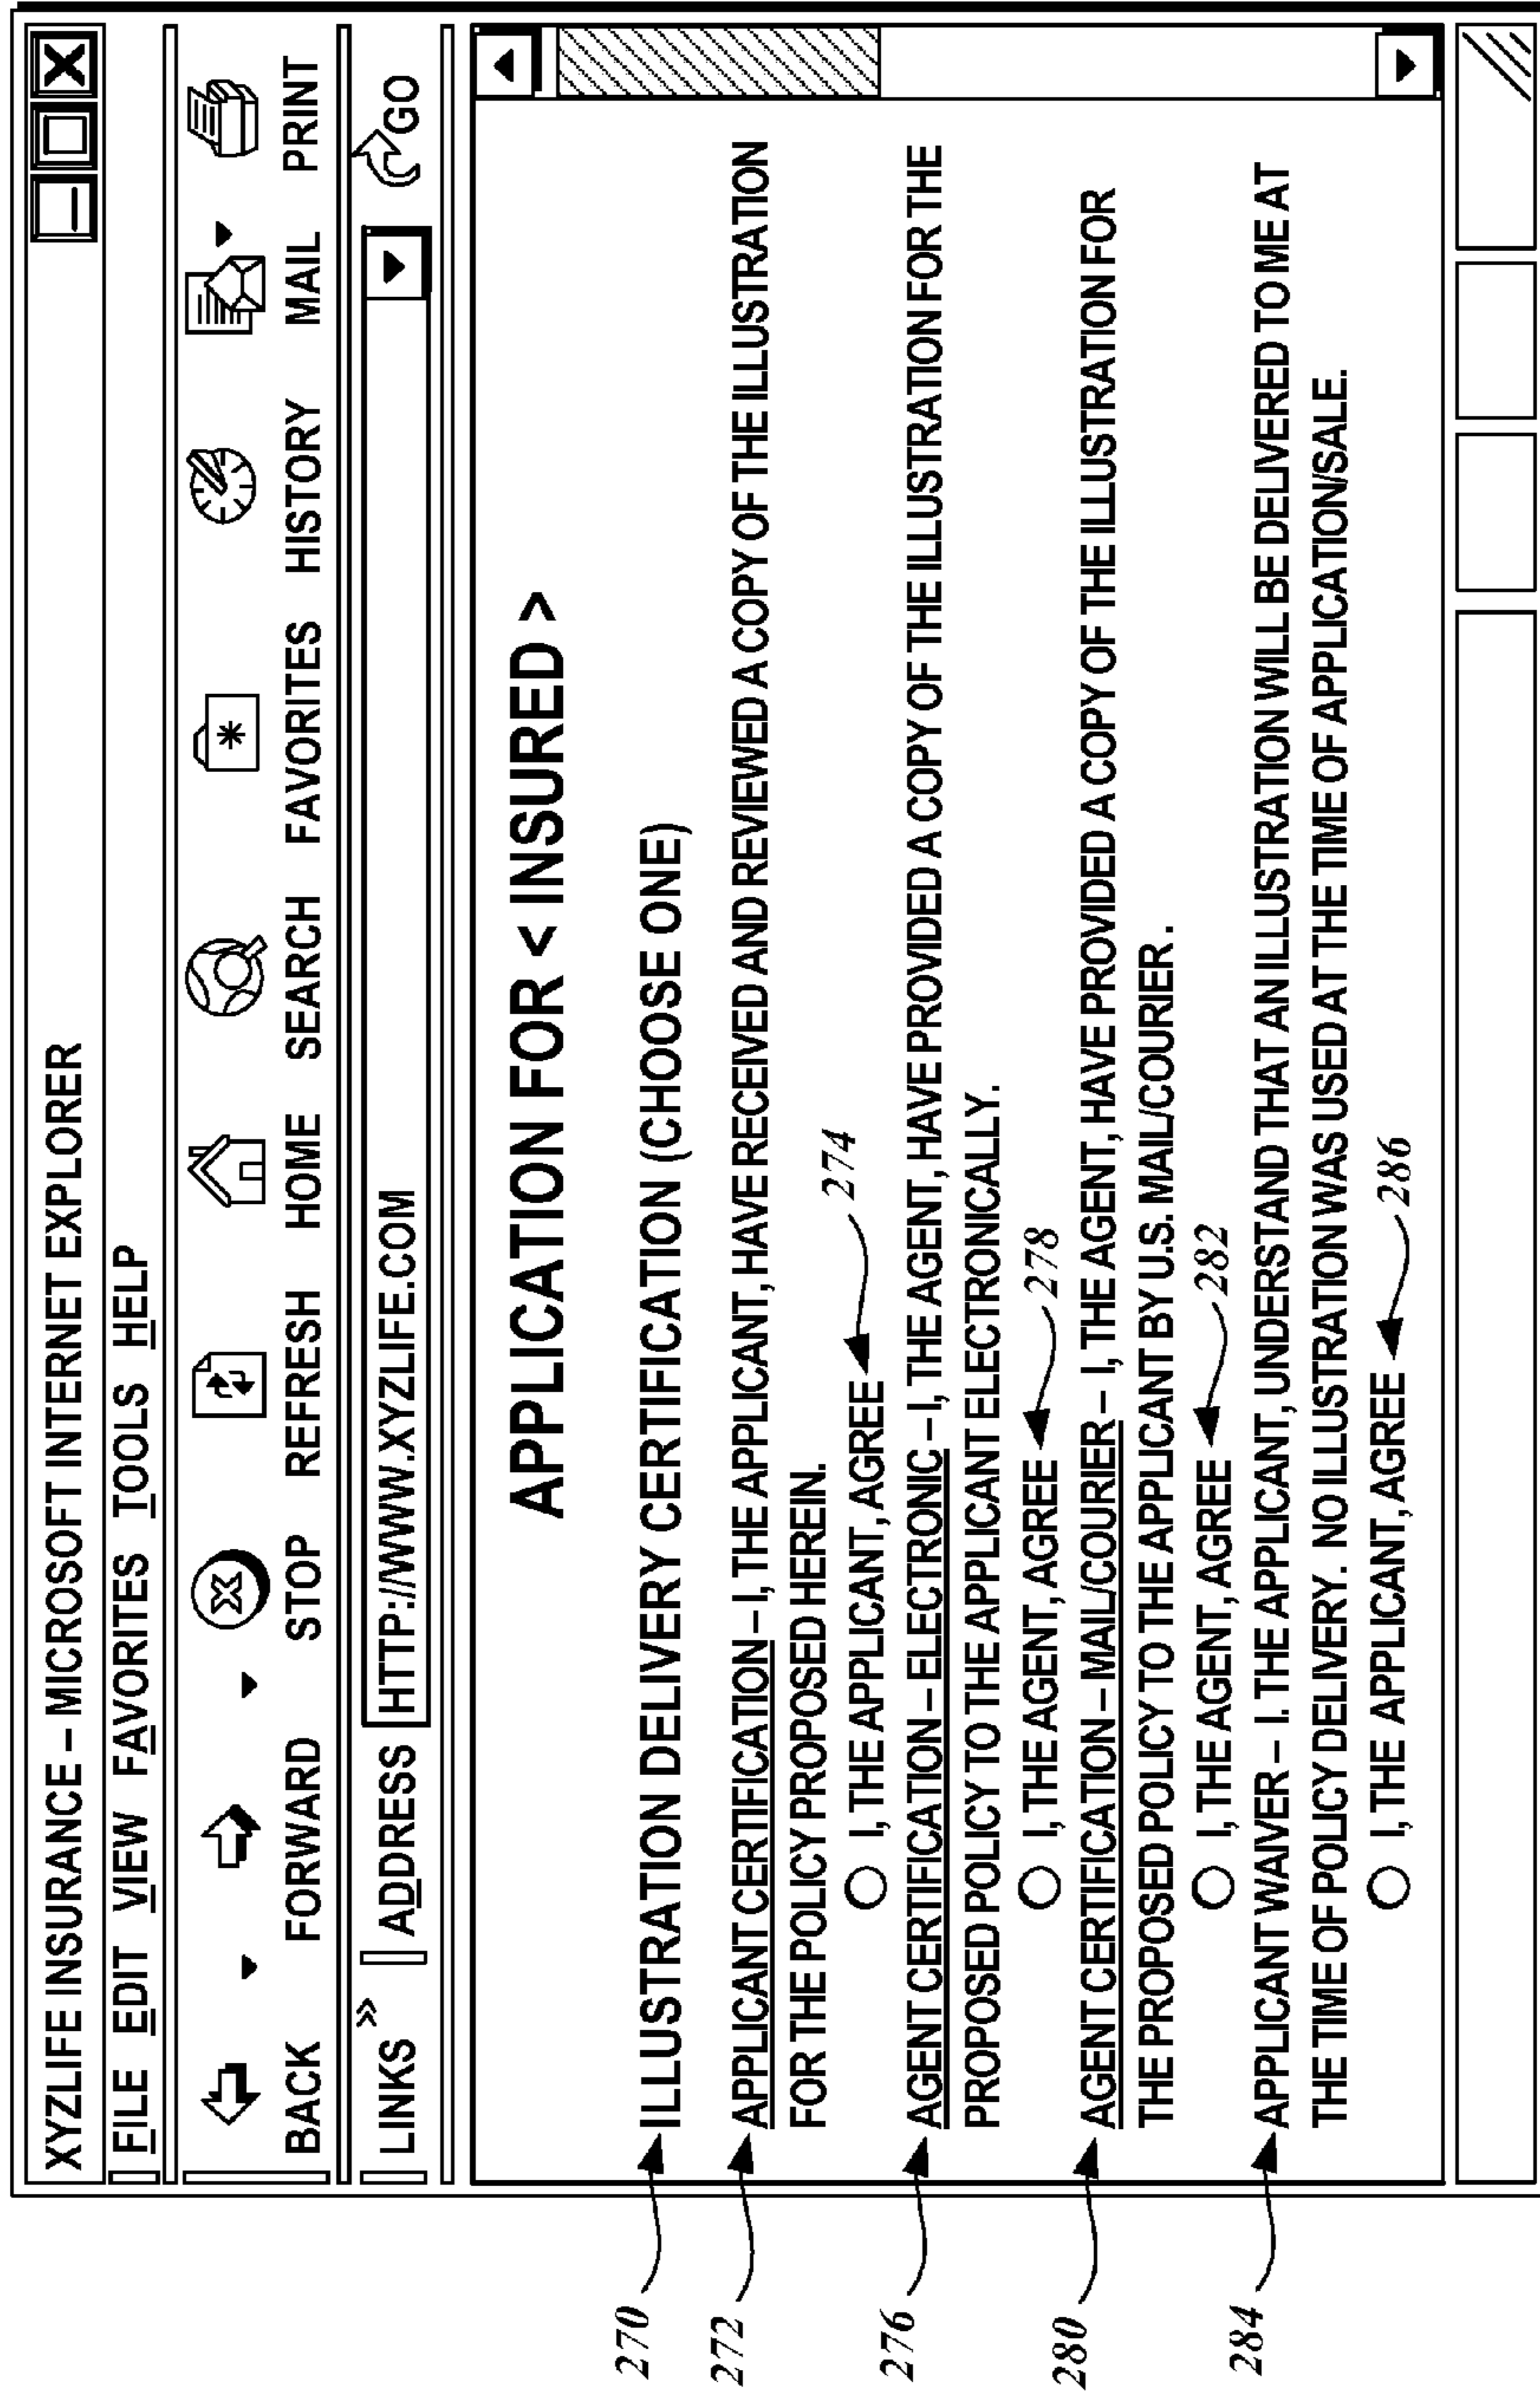 XYZLIFE INSURANCE – MICROSOFT INTERNET EXPLORER
FILE EDIT VIEW FAVORITES TOOLS HELP
BACK FORWARD STOP REFRESH HOME SEARCH FAVORITES HISTORY MAIL PRINT
LINKS » ADDRESS HTTP://WWW.XYZLIFE.COM GO
APPLICATION FOR < INSURED >
270 ILLUSTRATION DELIVERY CERTIFICATION (CHOOSE ONE)
272 APPLICANT CERTIFICATION – I, THE APPLICANT, HAVE RECEIVED AND REVIEWED A COPY OF THE ILLUSTRATION
FOR THE POLICY PROPOSED HEREIN.
I, THE APPLICANT, AGREE 274
276 AGENT CERTIFICATION – ELECTRONIC – I, THE AGENT, HAVE PROVIDED A COPY OF THE ILLUSTRATION FOR THE
PROPOSED POLICY TO THE APPLICANT ELECTRONICALLY.
I, THE AGENT, AGREE 278
280 AGENT CERTIFICATION – MAIL/COURIER – I, THE AGENT, HAVE PROVIDED A COPY OF THE ILLUSTRATION FOR
THE PROPOSED POLICY TO THE APPLICANT BY U.S. MAIL/COURIER .
I, THE AGENT, AGREE 282
284 APPLICANT WAIVER – I. THE APPLICANT, UNDERSTAND THAT AN ILLUSTRATION WILL BE DELIVERED TO ME AT
THE TIME OF POLICY DELIVERY. NO ILLUSTRATION WAS USED AT THE TIME OF APPLICATION/SALE.
I, THE APPLICANT, AGREE 286